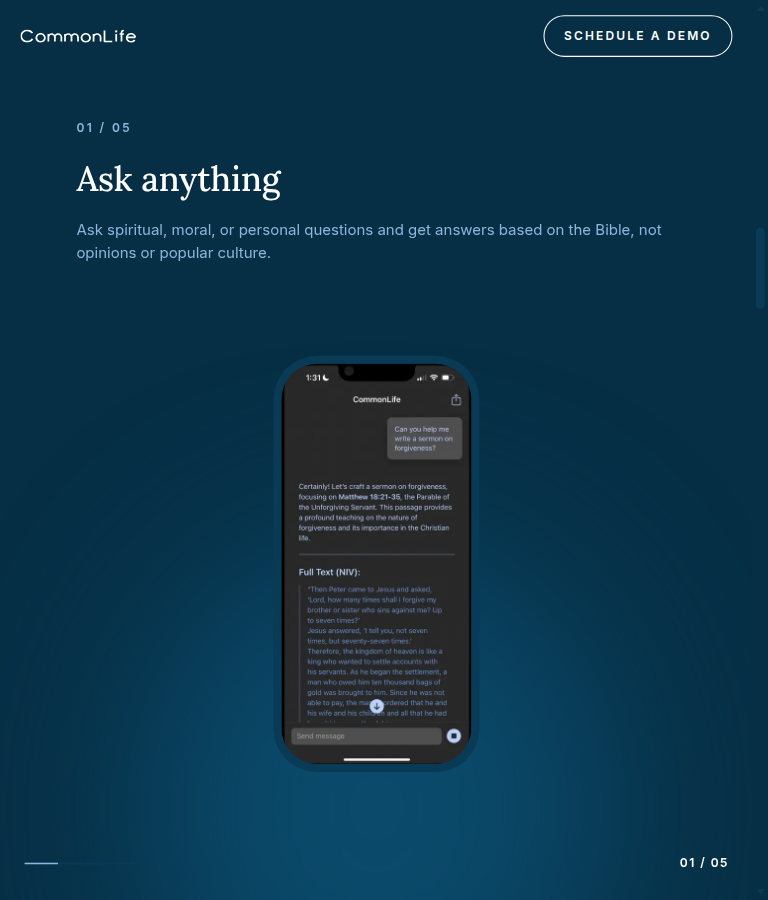 CommonLife
SCHEDULE A DEMO
01 / 05
Ask anything
Ask spiritual, moral, or personal questions and get answers based on the Bible, not
opinions or popular culture.
1:31
CommonLife
Can you help me
write a sermon on
forgiveness?
Certainly! Let's craft a sermon on forgiveness,
focusing on Matthew 18:21-35, the Parable of
the Unforgiving Servant. This passage provides
a profound teaching on the nature of
forgiveness and its importance in the Christian
life.
Full Text (NIV):
"Then Peter came to Jesus and asked,
'Lord, how many times shall I forgive my
brother or sister who sins against me? Up
to seven times?'
Jesus answered, 'I tell you, not seven
times, but seventy-seven times.'
Therefore, the kingdom of heaven is like a
king who wanted to settle accounts with
his servants. As he began the settlement, a
man who owed him ten thousand bags of
gold was brought to him. Since he was not
able to pay, the ordered that he and
his wife and his and all that he had
Send message
01 / 05